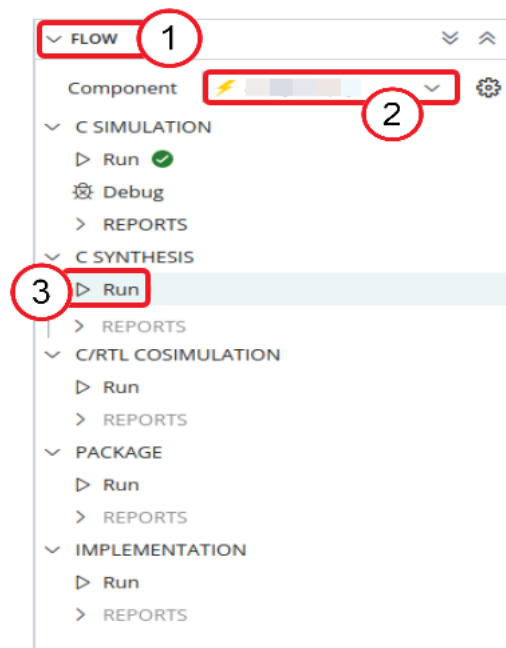 FLOW 1
Component 2
C SIMULATION
Run
Debug
REPORTS
C SYNTHESIS
3 Run
REPORTS
C/RTL COSIMULATION
Run
REPORTS
PACKAGE
Run
REPORTS
IMPLEMENTATION
Run
REPORTS